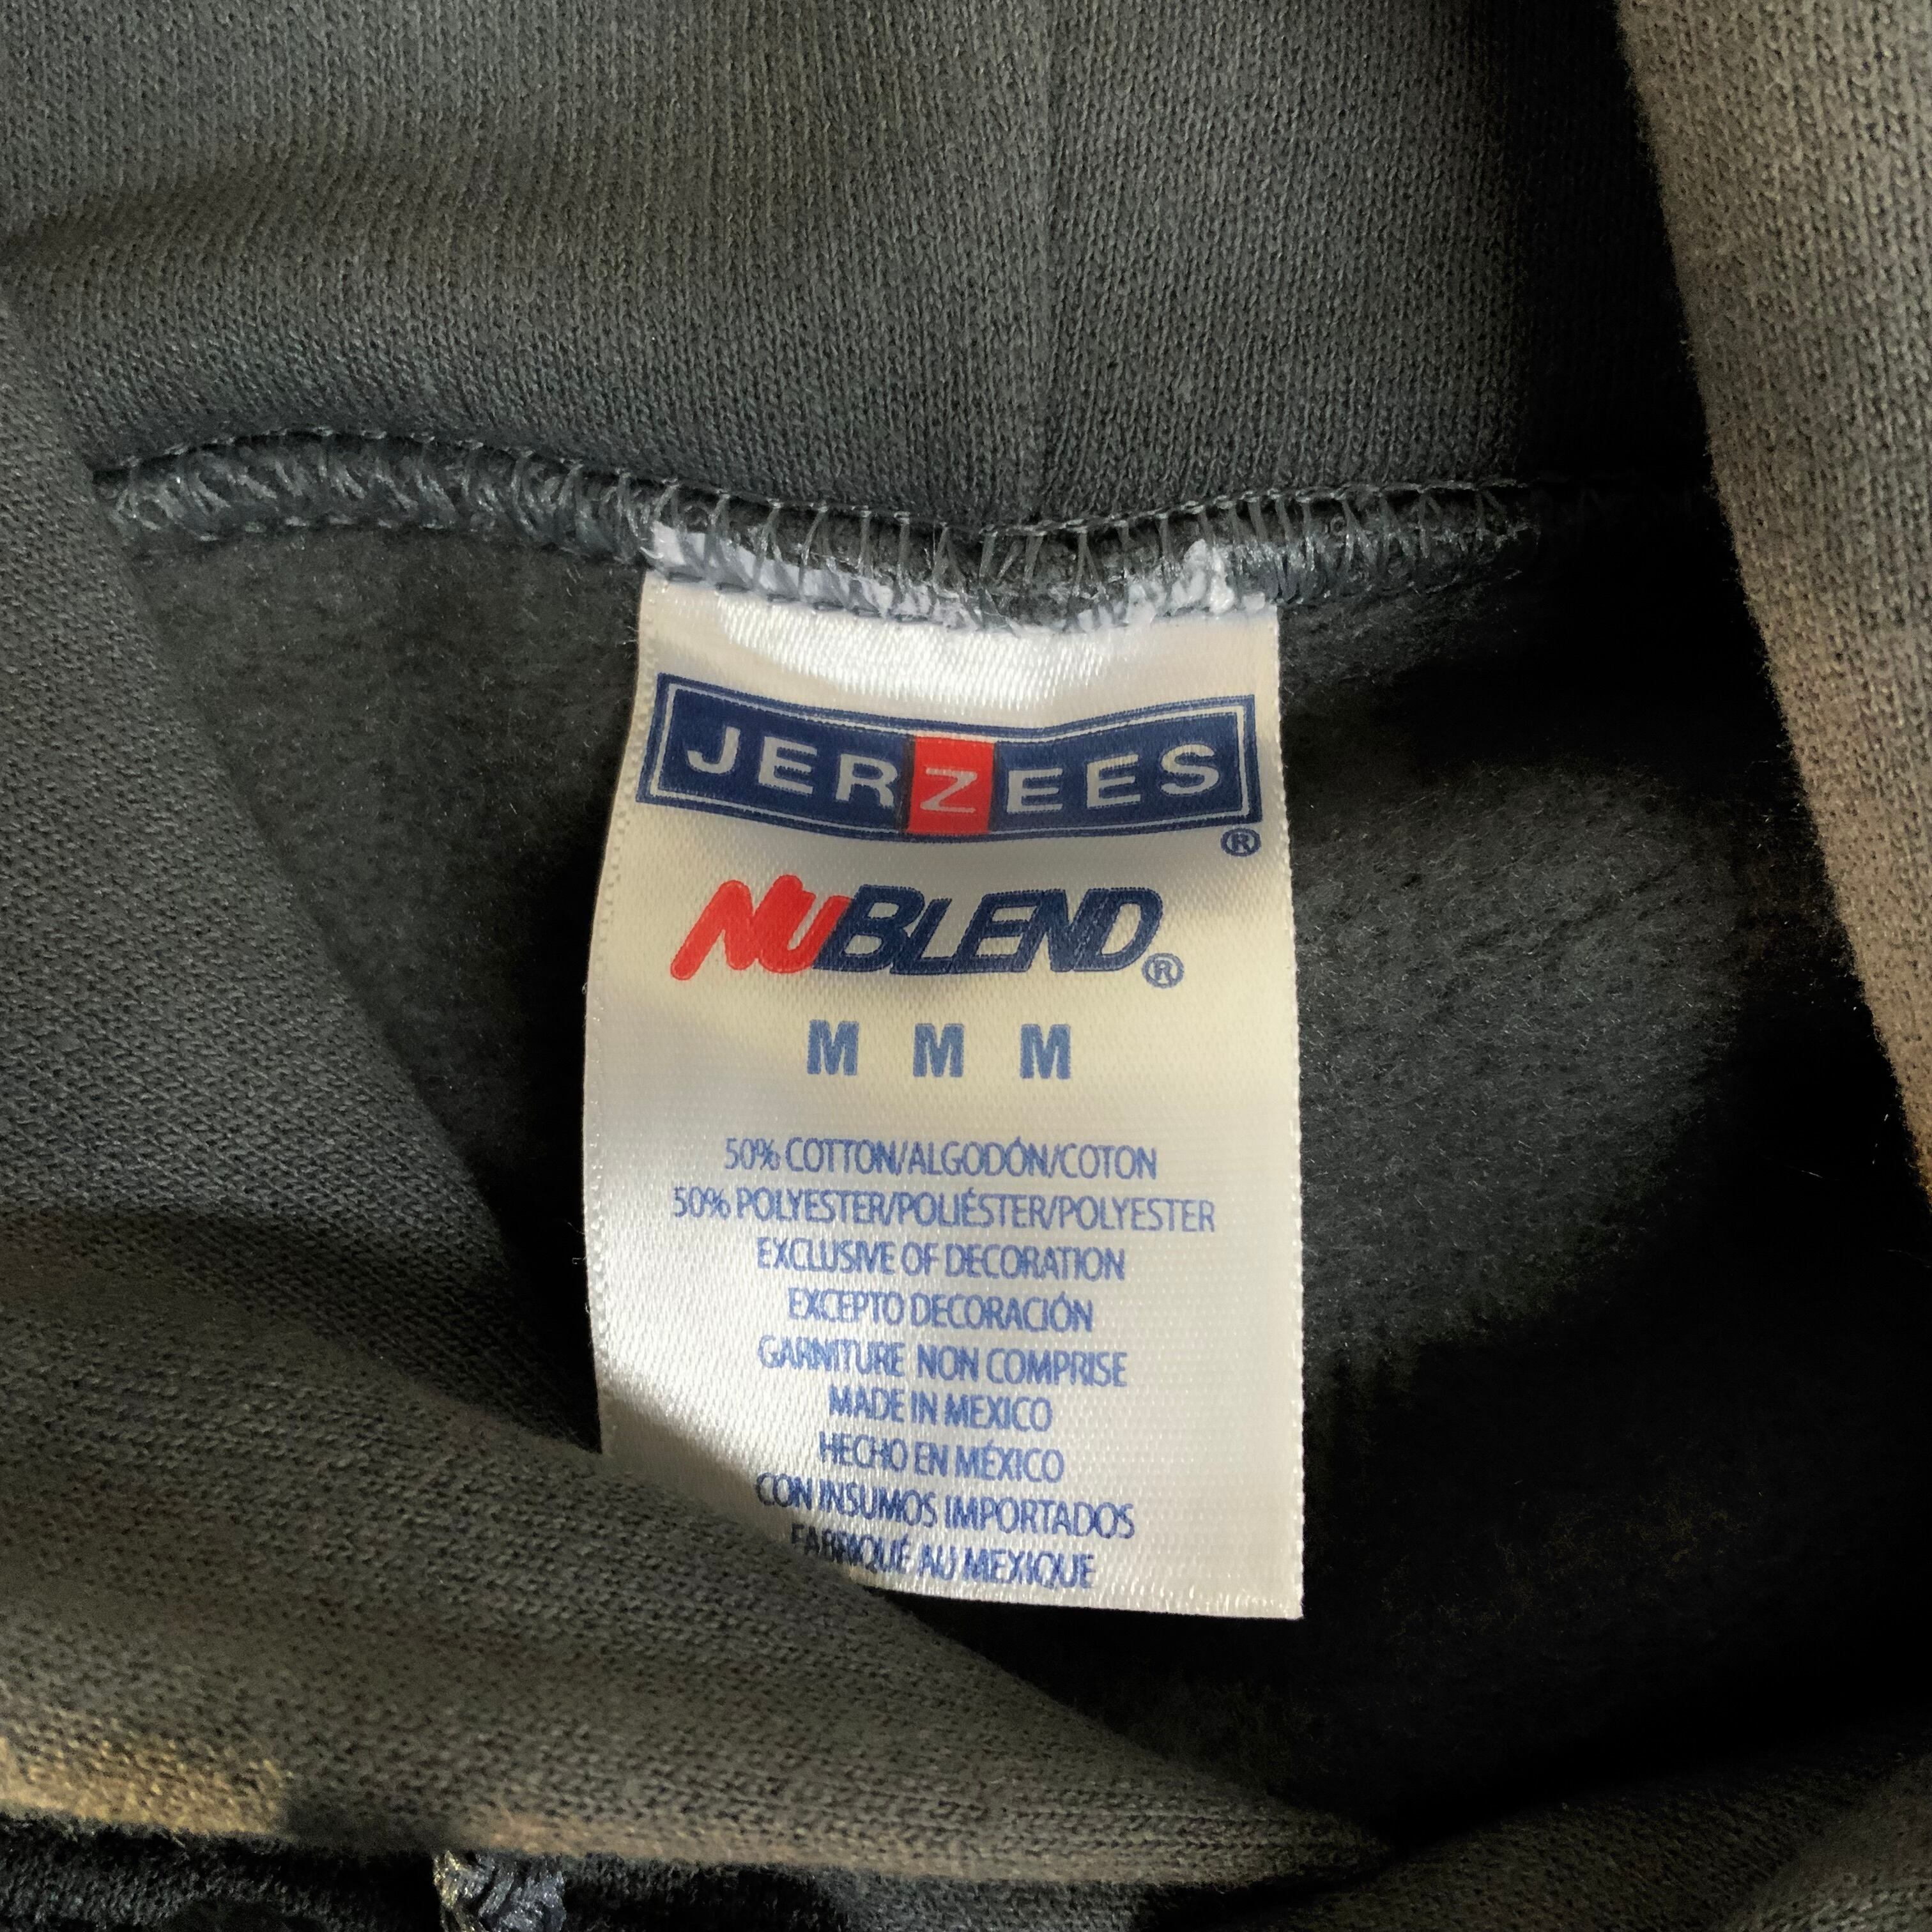 JERZEES®
NUBLEND®
M M M
50% COTTON/ALGODÓN/COTON
50% POLYESTER/POLIÉSTER/POLYESTER
EXCLUSIVE OF DECORATION
EXCEPTO DECORACIÓN
GARNITURE NON COMPRISE
MADE IN MEXICO
HECHO EN MÉXICO
CON INSUMOS IMPORTADOS
FABRIQUÉ AU MEXIQUE